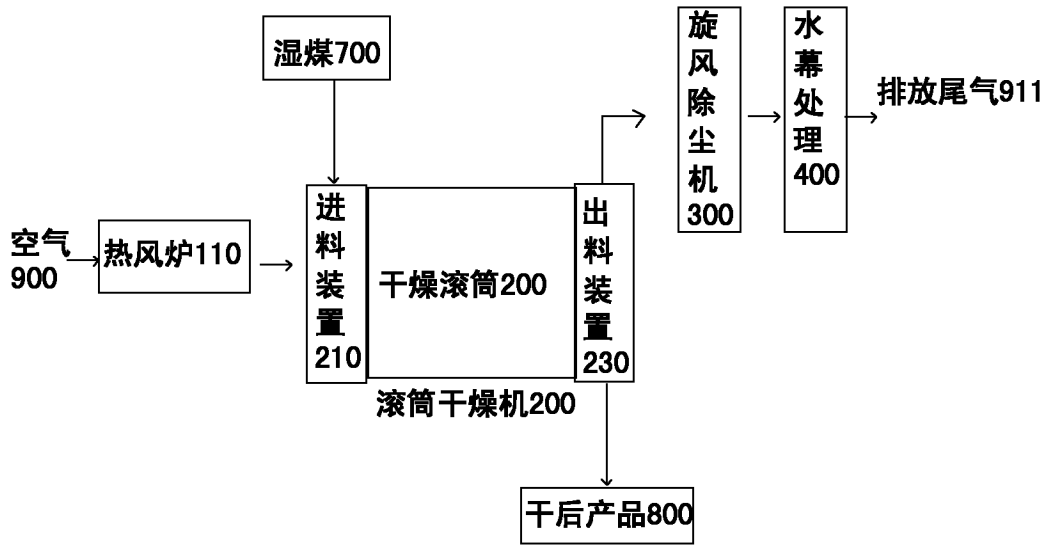 湿煤700
空气
900
热风炉110
进料装置
210
干燥滚筒200
滚筒干燥机200
出料装置
230
旋风除尘机
300
水幕处理
400
排放尾气911
干后产品800